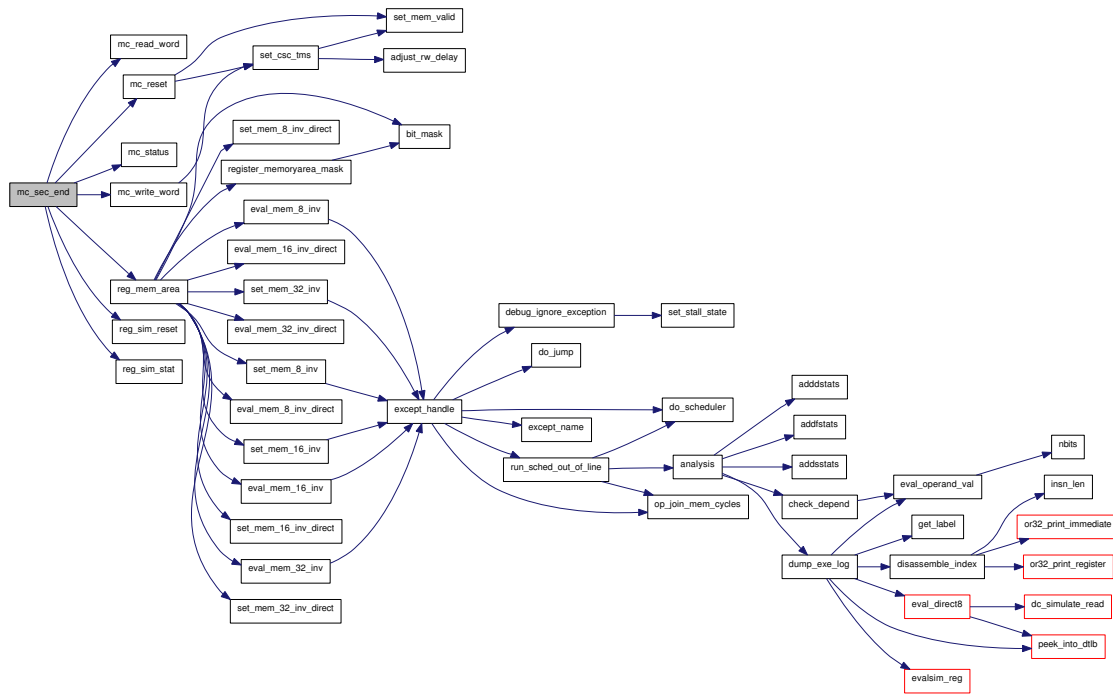 mc_sec_end
mc_read_word
mc_reset
mc_status
mc_write_word
reg_mem_area
reg_sim_reset
reg_sim_stat
set_csc_tms
set_mem_8_inv_direct
register_memoryarea_mask
eval_mem_8_inv
eval_mem_16_inv_direct
set_mem_32_inv
eval_mem_32_inv_direct
set_mem_8_inv
eval_mem_8_inv_direct
set_mem_16_inv
eval_mem_16_inv
set_mem_16_inv_direct
eval_mem_32_inv
set_mem_32_inv_direct
set_mem_valid
adjust_rw_delay
bit_mask
except_handle
debug_ignore_exception
do_jump
except_name
run_sched_out_of_line
set_stall_state
do_scheduler
analysis
op_join_mem_cycles
adddstats
addfstats
addsstats
check_depend
dump_exe_log
eval_operand_val
get_label
disassemble_index
eval_direct8
evalsim_reg
nbits
insn_len
or32_print_immediate
or32_print_register
dc_simulate_read
peek_into_dtlb